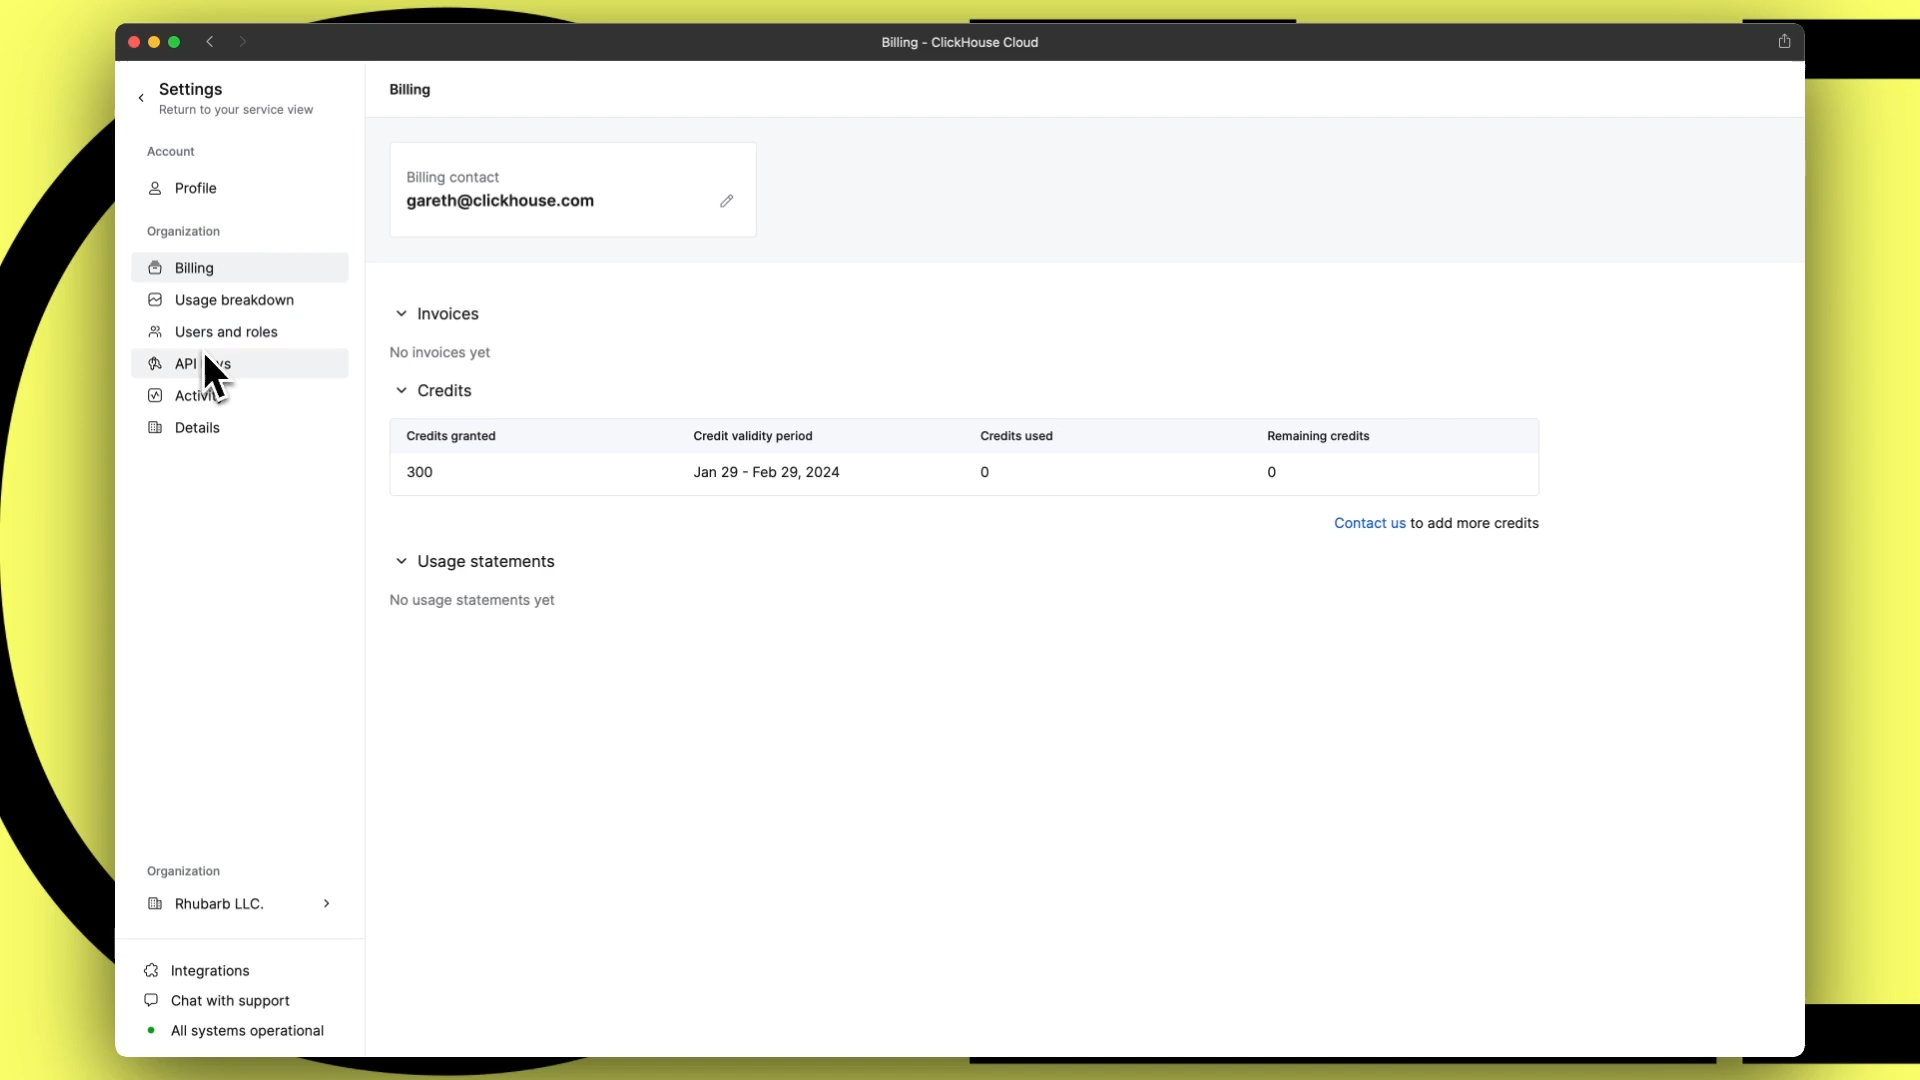 Billing - ClickHouse Cloud
Settings
Return to your service view
Account
Profile
Organization
Billing
Usage breakdown
Users and roles
API
Details
Organization
Rhubarb LLC.
Integrations
Chat with support
All systems operational
Billing
Billing contact
gareth@clickhouse.com
Invoices
No invoices yet
Credits
Credits granted Credit validity period Credits used Remaining credits
300 Jan 29 - Feb 29, 2024 0 0
Contact us to add more credits
Usage statements
No usage statements yet